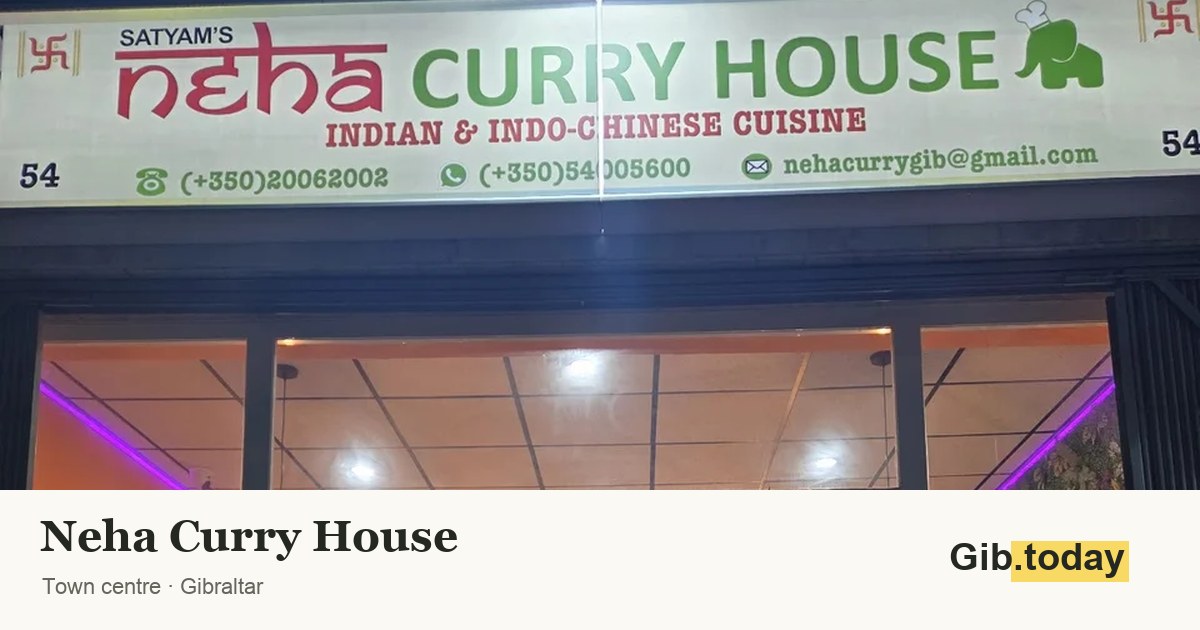 SATYAM'S
neha CURRY HOUSE
INDIAN & INDO-CHINESE CUISINE
54 (+350)20062002 (+350)54005600 nehacurrygib@gmail.com 54
Neha Curry House
Town centre · Gibraltar
Gib.today